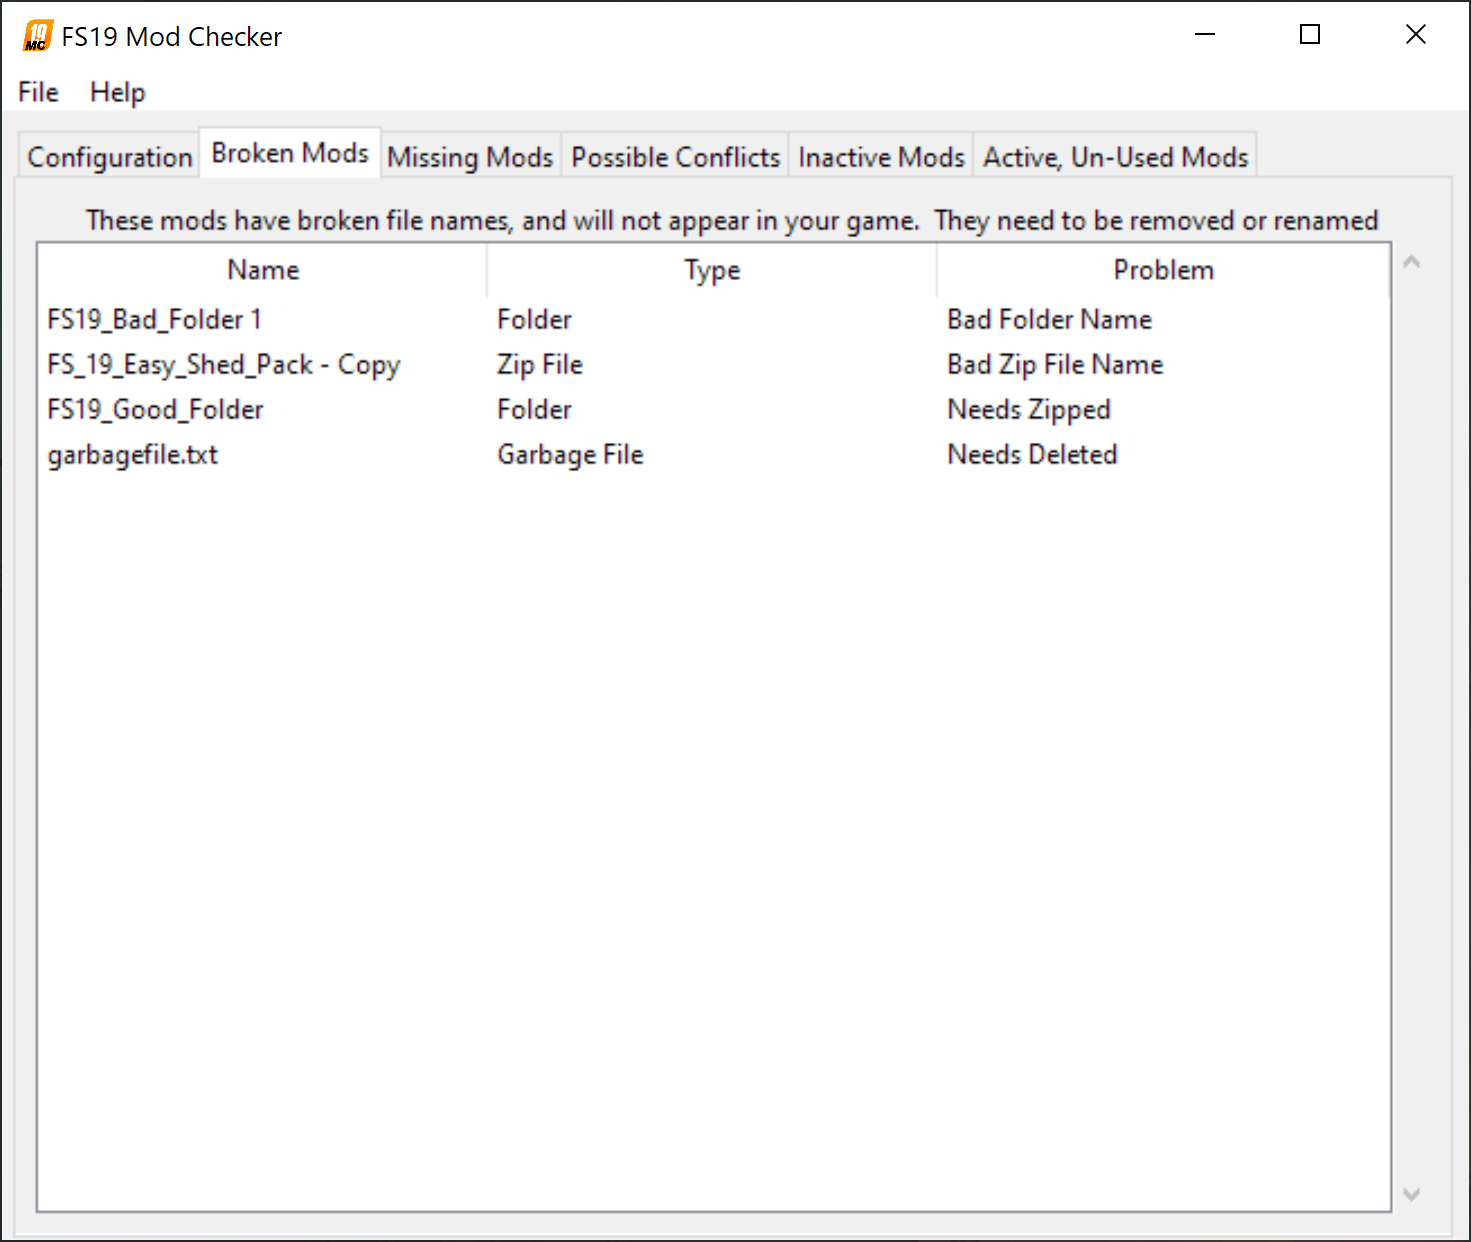 19 MC FS19 Mod Checker
File Help
Configuration Broken Mods Missing Mods Possible Conflicts Inactive Mods Active, Un-Used Mods
These mods have broken file names, and will not appear in your game.  They need to be removed or renamed
Name Type Problem
FS19_Bad_Folder 1 Folder Bad Folder Name
FS_19_Easy_Shed_Pack - Copy Zip File Bad Zip File Name
FS19_Good_Folder Folder Needs Zipped
garbagefile.txt Garbage File Needs Deleted